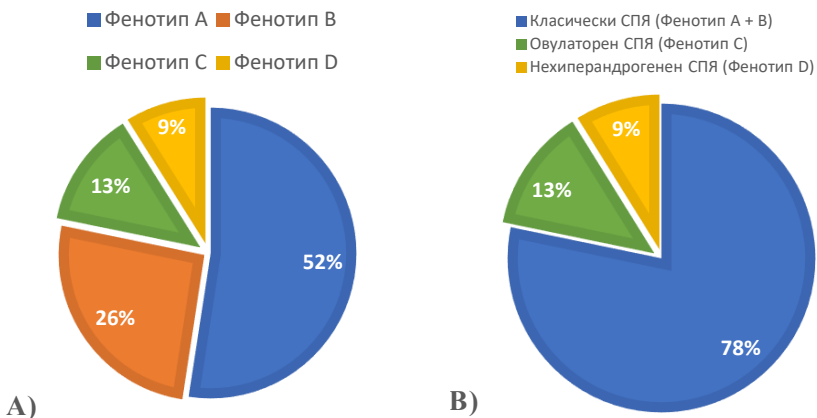 Фенотип A Фенотип B
Фенотип C Фенотип D
9%
13%
52%
26%
A)
Класически СПЯ (Фенотип A + B)
Овулаторен СПЯ (Фенотип C)
Нехиперандрогенен СПЯ (Фенотип D)
9%
13%
78%
B)